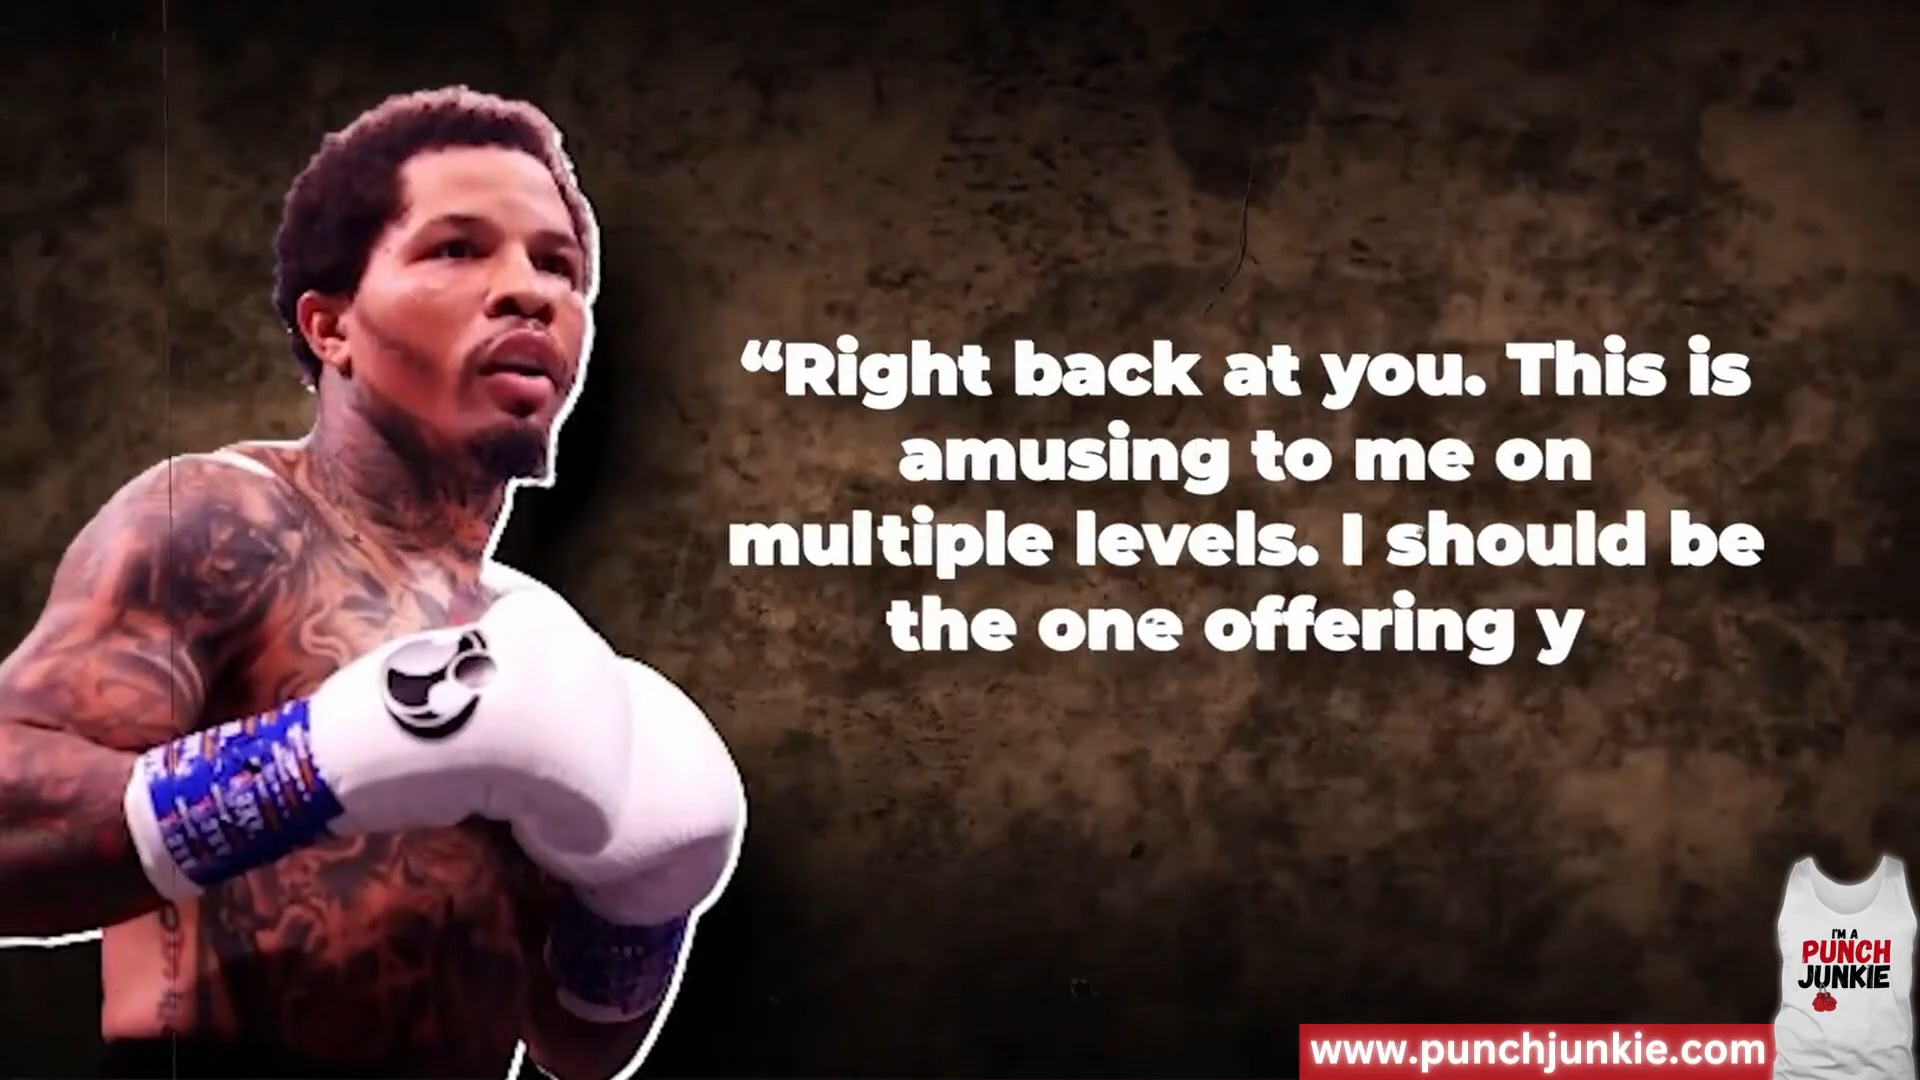 “Right back at you. This is
amusing to me on
multiple levels. I should be
the one offering y
I'M A
PUNCH
JUNKIE
www.punchjunkie.com